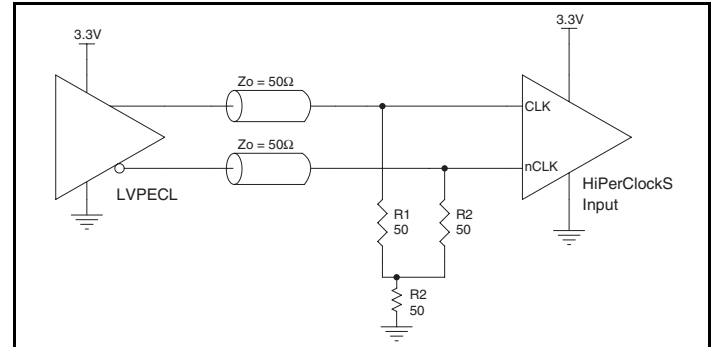 3.3V
3.3V
Zo = 50Ω
CLK
Zo = 50Ω
nCLK
LVPECL
HiPerClockS
Input
R1
50
R2
50
R2
50